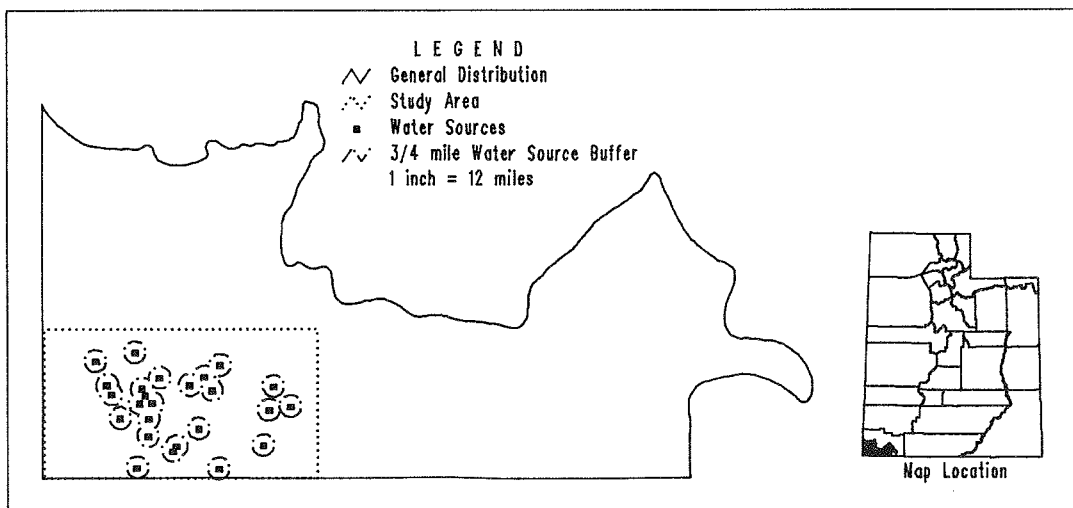 L E G E N D
General Distribution
Study Area
Water Sources
3/4 mile Water Source Buffer
1 inch = 12 miles
Map Location